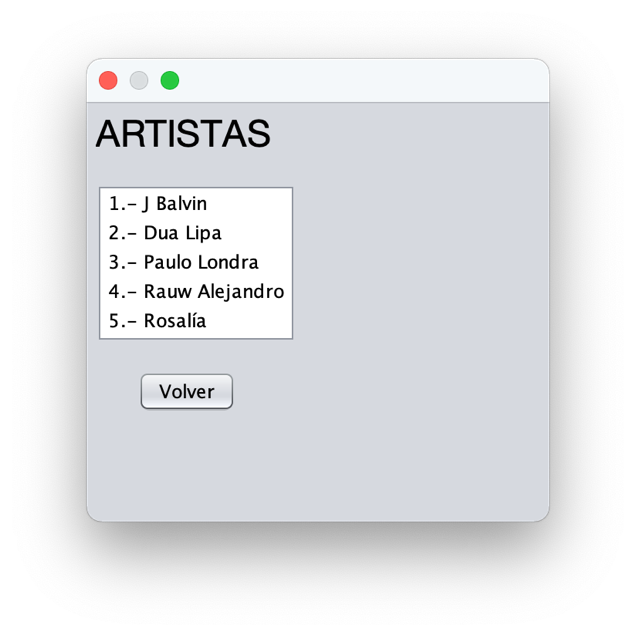 ARTISTAS
1.- J Balvin
2.- Dua Lipa
3.- Paulo Londra
4.- Rauw Alejandro
5.- Rosalía
Volver